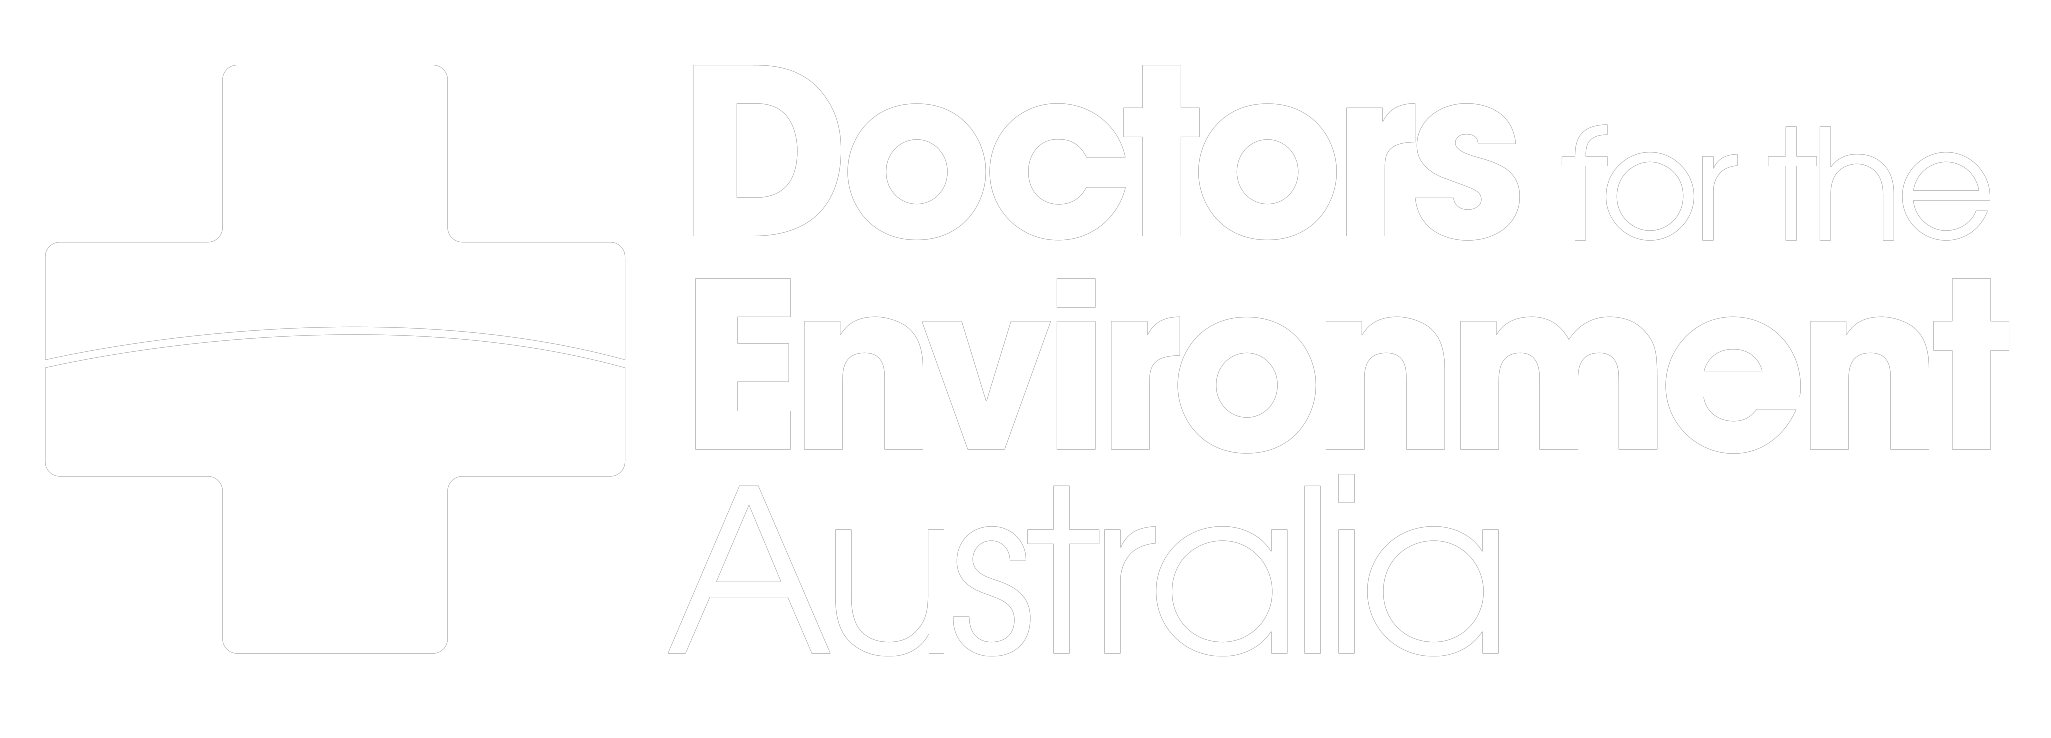 Doctors for the
Environment
Australia